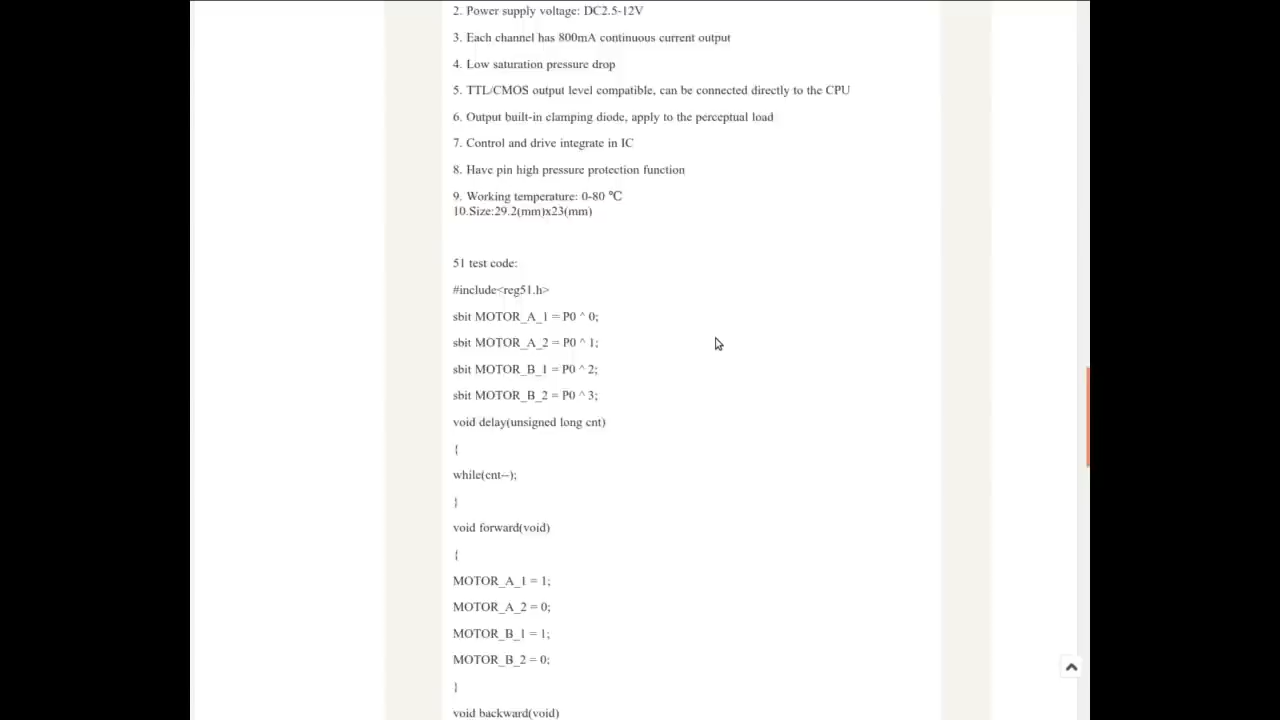 2. Power supply voltage: DC2.5-12V
3. Each channel has 800mA continuous current output
4. Low saturation pressure drop
5. TTL/CMOS output level compatible, can be connected directly to the CPU
6. Output built-in clamping diode, apply to the perceptual load
7. Control and drive integrate in IC
8. Have pin high pressure protection function
9. Working temperature: 0-80 ℃
10.Size:29.2(mm)x23(mm)
51 test code:
#include<reg51.h>
sbit MOTOR_A_1 = P0 ^ 0;
sbit MOTOR_A_2 = P0 ^ 1;
sbit MOTOR_B_1 = P0 ^ 2;
sbit MOTOR_B_2 = P0 ^ 3;
void delay(unsigned long cnt)
{
while(cnt--);
}
void forward(void)
{
MOTOR_A_1 = 1;
MOTOR_A_2 = 0;
MOTOR_B_1 = 1;
MOTOR_B_2 = 0;
}
void backward(void)